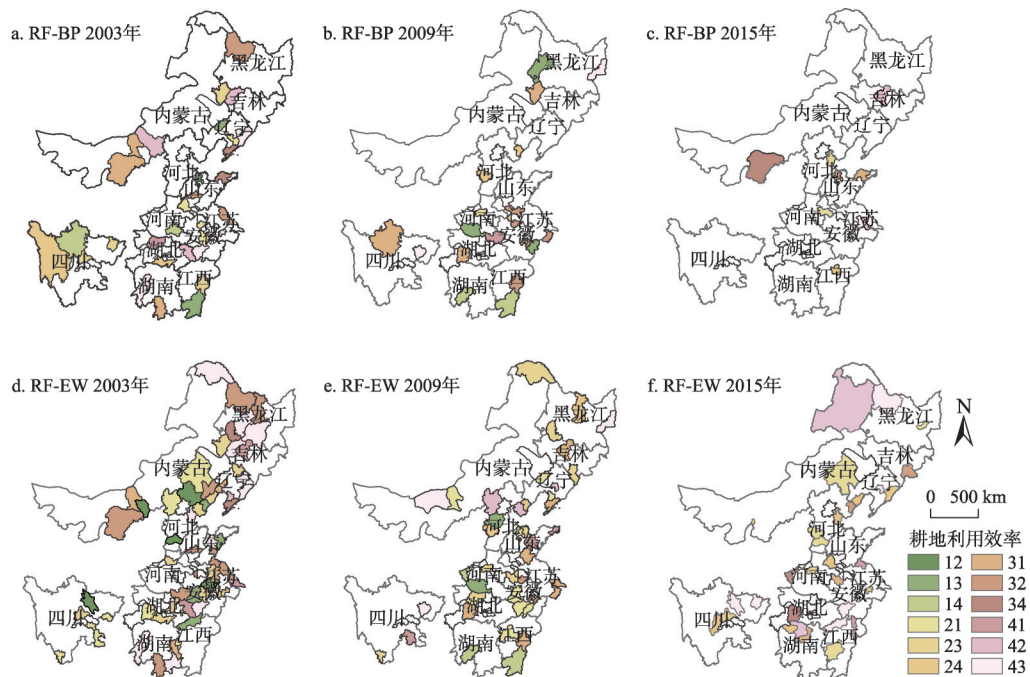 a. RF-BP 2003年
黑龙江
吉林
内蒙古
辽宁
河北
山东
河南
江苏
安徽
湖北
四川
湖南
江西
b. RF-BP 2009年
黑龙江
吉林
内蒙古
辽宁
河北
山东
河南
江苏
安徽
湖北
四川
湖南
江西
c. RF-BP 2015年
黑龙江
吉林
内蒙古
辽宁
河北
山东
河南
江苏
安徽
湖北
四川
湖南
江西
d. RF-EW 2003年
黑龙江
吉林
内蒙古
辽宁
河北
山东
河南
江苏
安徽
湖北
四川
湖南
江西
e. RF-EW 2009年
黑龙江
吉林
内蒙古
辽宁
河北
山东
河南
江苏
安徽
湖北
四川
湖南
江西
f. RF-EW 2015年
黑龙江
吉林
内蒙古
辽宁
河北
山东
河南
江苏
安徽
湖北
四川
湖南
江西
N
0 500 km
耕地利用效率
12 31
13 32
14 34
21 41
23 42
24 43